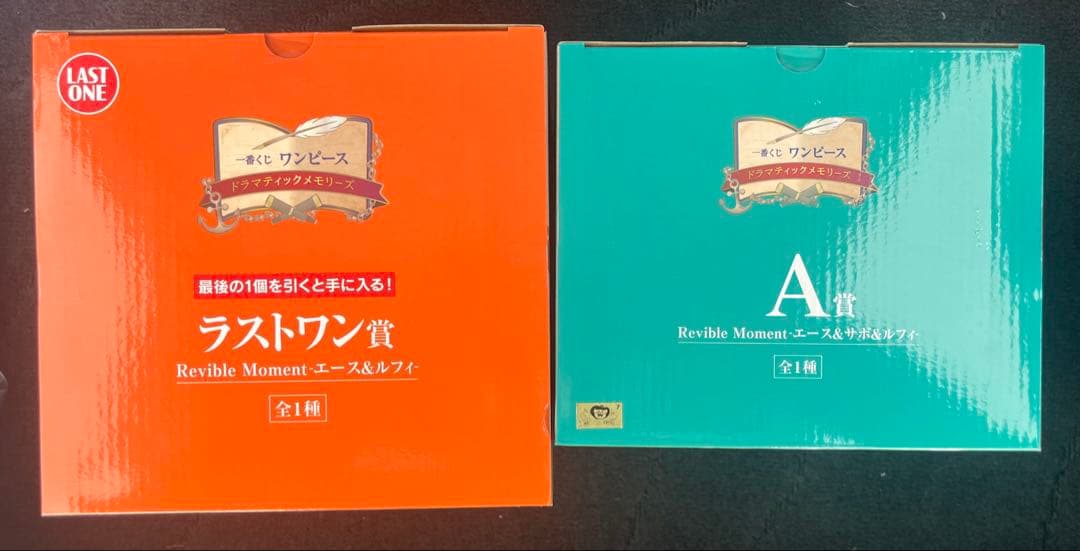 LAST
ONE
一番くじ ワンピース
ドラマティックメモリーズ
最後の1個を引くと手に入る!
ラストワン賞
Revible Moment-エース&ルフィ-
全1種
一番くじ ワンピース
ドラマティックメモリーズ
A賞
Revible Moment-エース&サボ&ルフィ-
全1種